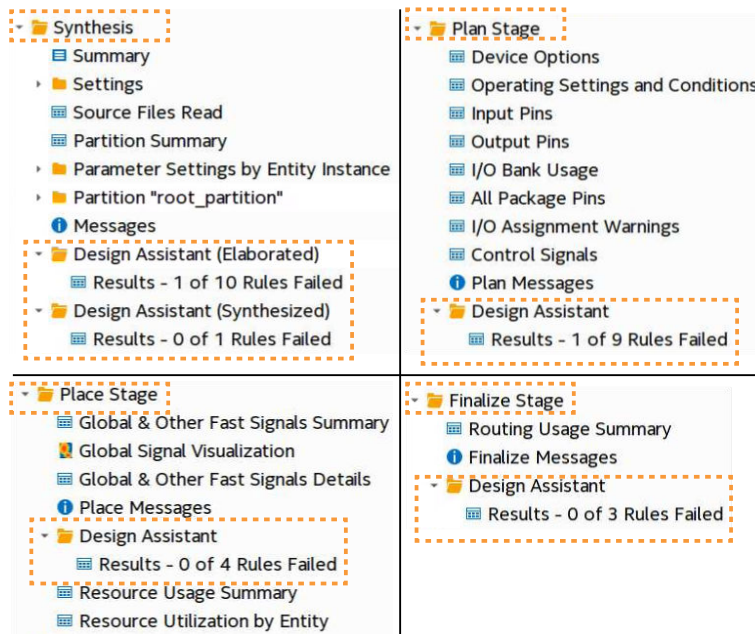 Synthesis
Summary
Settings
Source Files Read
Partition Summary
Parameter Settings by Entity Instance
Partition "root_partition"
Messages
Design Assistant (Elaborated)
Results - 1 of 10 Rules Failed
Design Assistant (Synthesized)
Results - 0 of 1 Rules Failed
Plan Stage
Device Options
Operating Settings and Conditions
Input Pins
Output Pins
I/O Bank Usage
All Package Pins
I/O Assignment Warnings
Control Signals
Plan Messages
Design Assistant
Results - 1 of 9 Rules Failed
Place Stage
Global & Other Fast Signals Summary
Global Signal Visualization
Global & Other Fast Signals Details
Place Messages
Design Assistant
Results - 0 of 4 Rules Failed
Resource Usage Summary
Resource Utilization by Entity
Finalize Stage
Routing Usage Summary
Finalize Messages
Design Assistant
Results - 0 of 3 Rules Failed